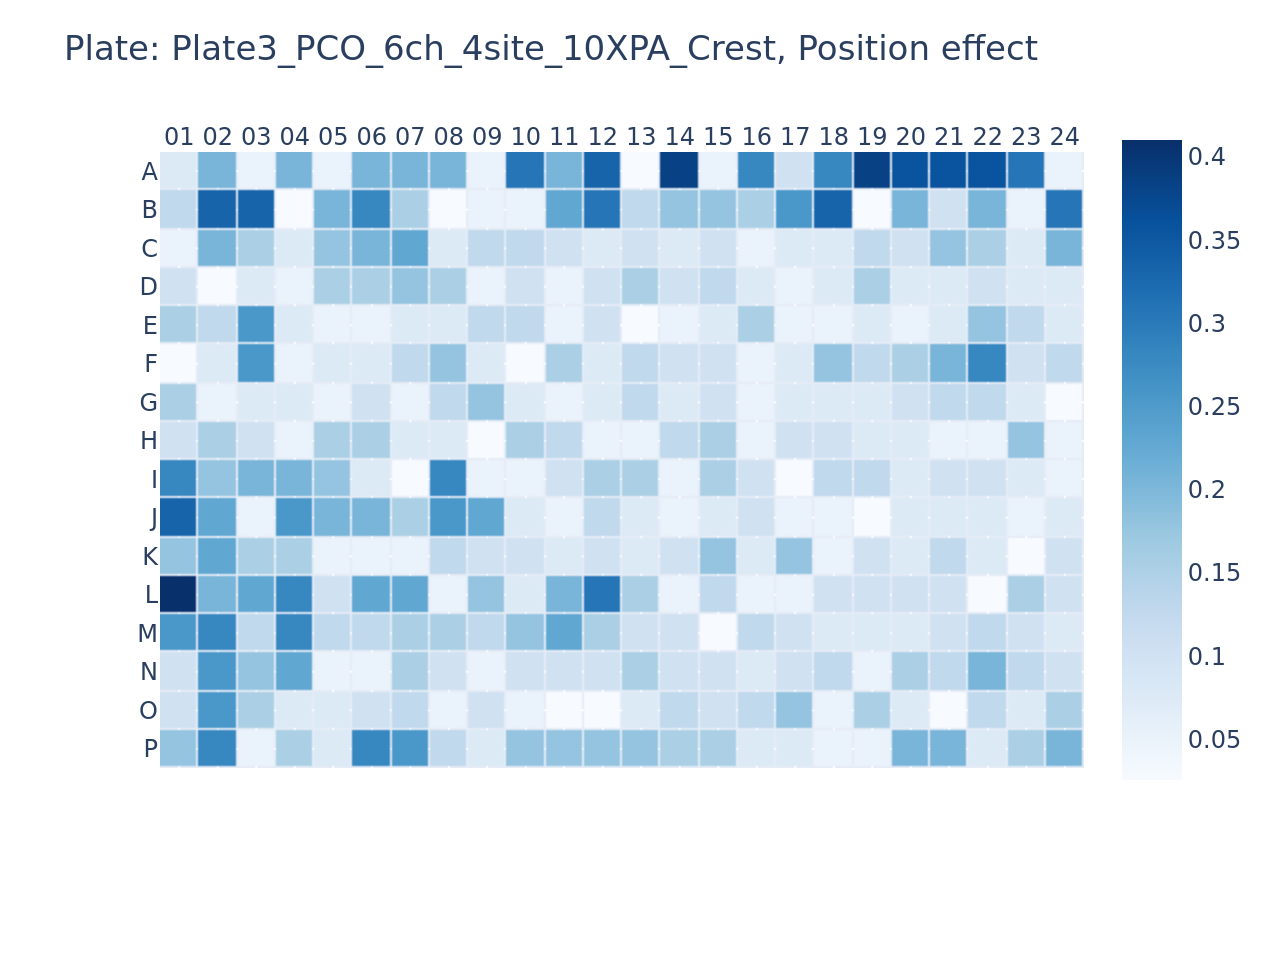 Plate: Plate3_PCO_6ch_4site_10XPA_Crest, Position effect
01 02 03 04 05 06 07 08 09 10 11 12 13 14 15 16 17 18 19 20 21 22 23 24
A
B
C
D
E
F
G
H
I
J
K
L
M
N
O
P
0.4
0.35
0.3
0.25
0.2
0.15
0.1
0.05